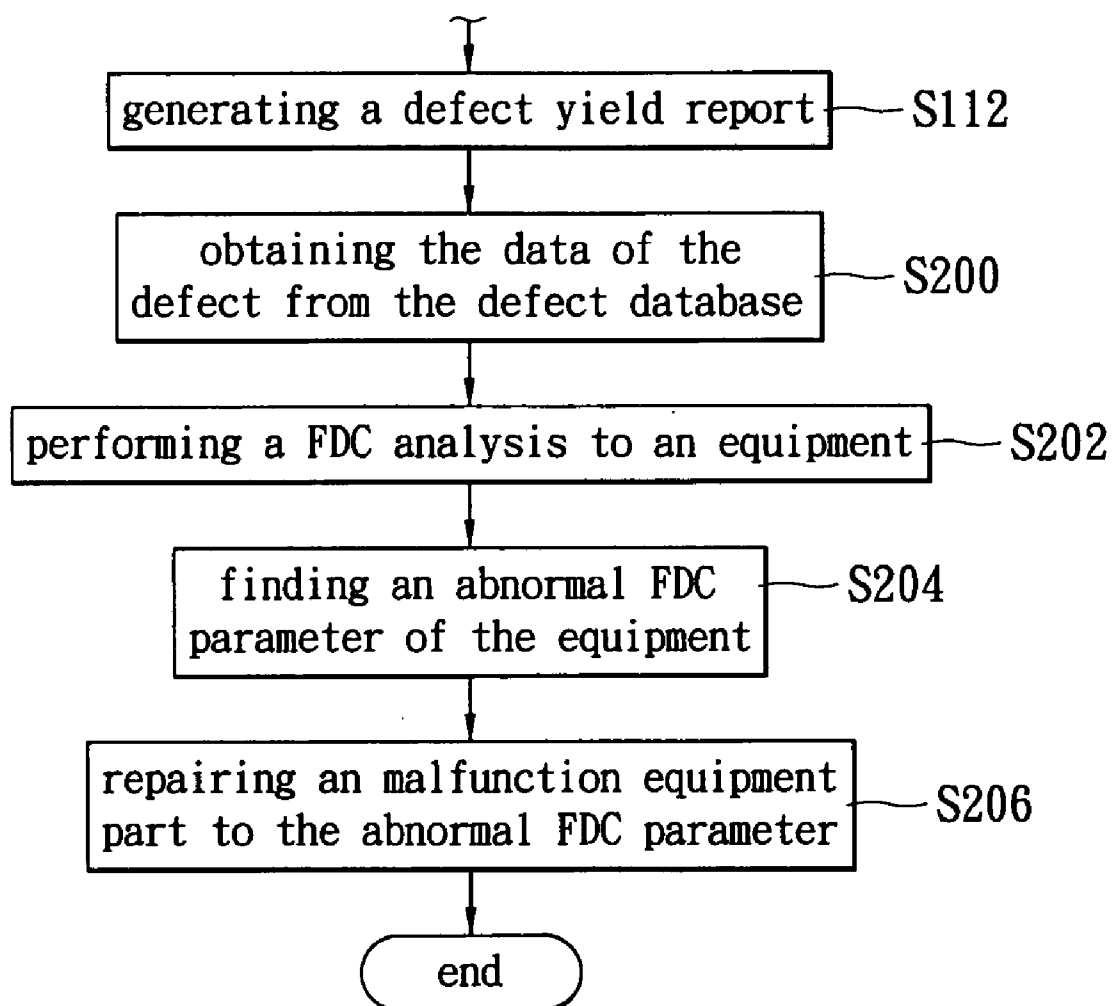 generating a defect yield report
S112
obtaining the data of the
defect from the defect database
S200
performing a FDC analysis to an equipment
S202
finding an abnormal FDC
parameter of the equipment
S204
repairing an malfunction equipment
part to the abnormal FDC parameter
S206
end